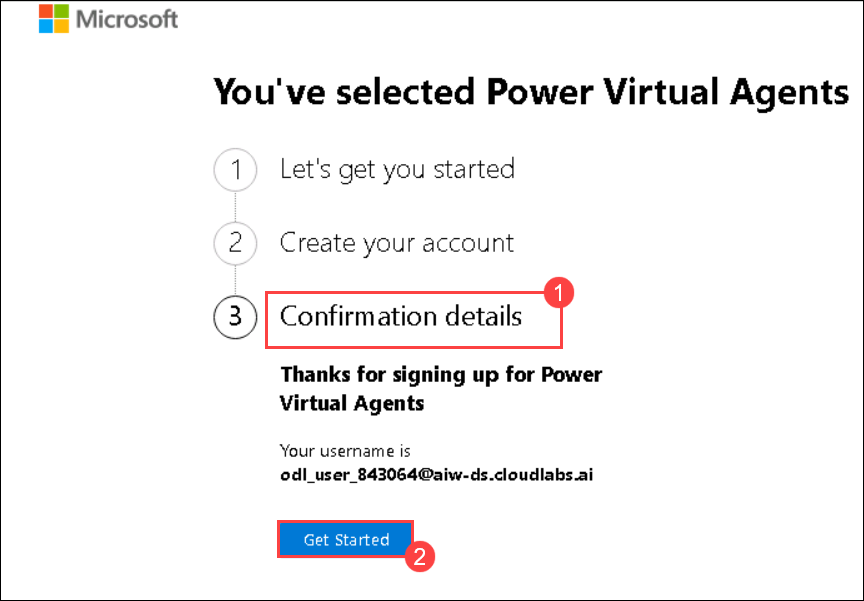 Microsoft
You've selected Power Virtual Agents
1 Let's get you started
2 Create your account
1
3 Confirmation details
Thanks for signing up for Power
Virtual Agents
Your username is
odl_user_843064@aiw-ds.cloudlabs.ai
Get Started
2